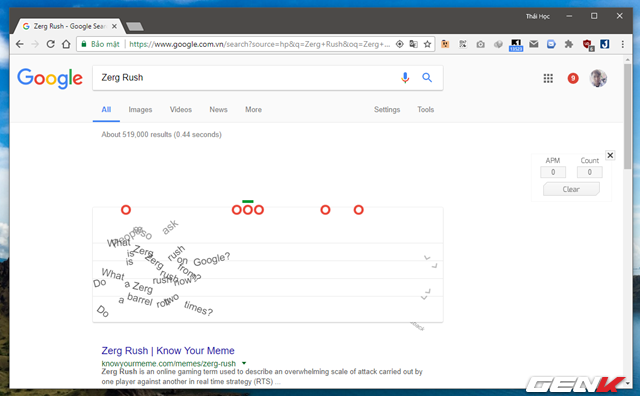 Thái Học
G Zerg Rush - Google Sear
Bảo mật https://www.google.com.vn/search?source=hp&q=Zerg+Rush&oq=Zerg+...
Google Zerg Rush
9
All Images Videos News More Settings Tools
About 519,000 results (0.44 seconds)
APM Count
0 0
Clear
People also ask
What is Zerg rush on Google?
What is Zerg rush from?
Do a Zerg rush now?
Do a barrel roll two times?
Zerg Rush | Know Your Meme
knowyourmeme.com/memes/zerg-rush
Zerg Rush is an online gaming term used to describe an overwhelming scale of attack carried out by
one player against another in real time strategy (RTS) ...
GENK